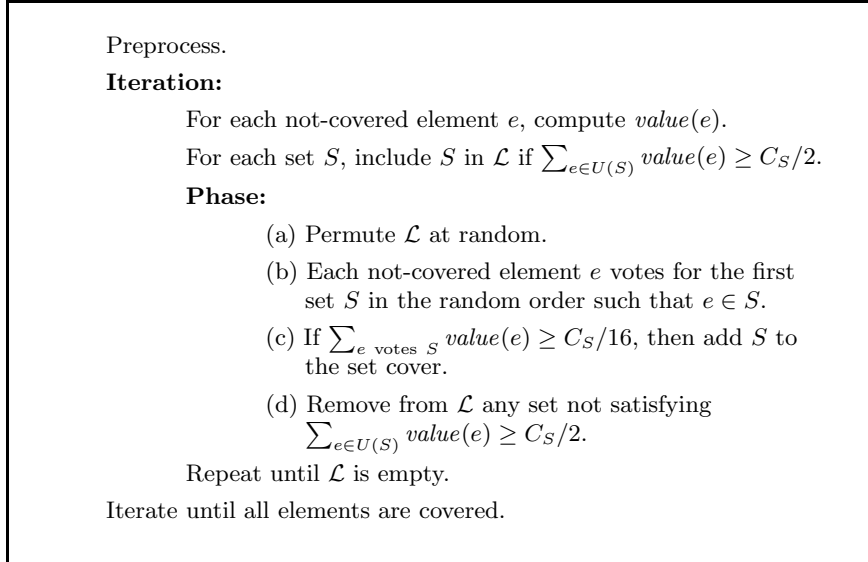 Preprocess.
Iteration:
For each not-covered element e, compute value(e).
For each set S, include S in ℒ if ∑_{e∈U(S)} value(e) ≥ C_S/2.
Phase:
(a) Permute ℒ at random.
(b) Each not-covered element e votes for the first
set S in the random order such that e ∈ S.
(c) If ∑_{e votes S} value(e) ≥ C_S/16, then add S to
the set cover.
(d) Remove from ℒ any set not satisfying
∑_{e∈U(S)} value(e) ≥ C_S/2.
Repeat until ℒ is empty.
Iterate until all elements are covered.